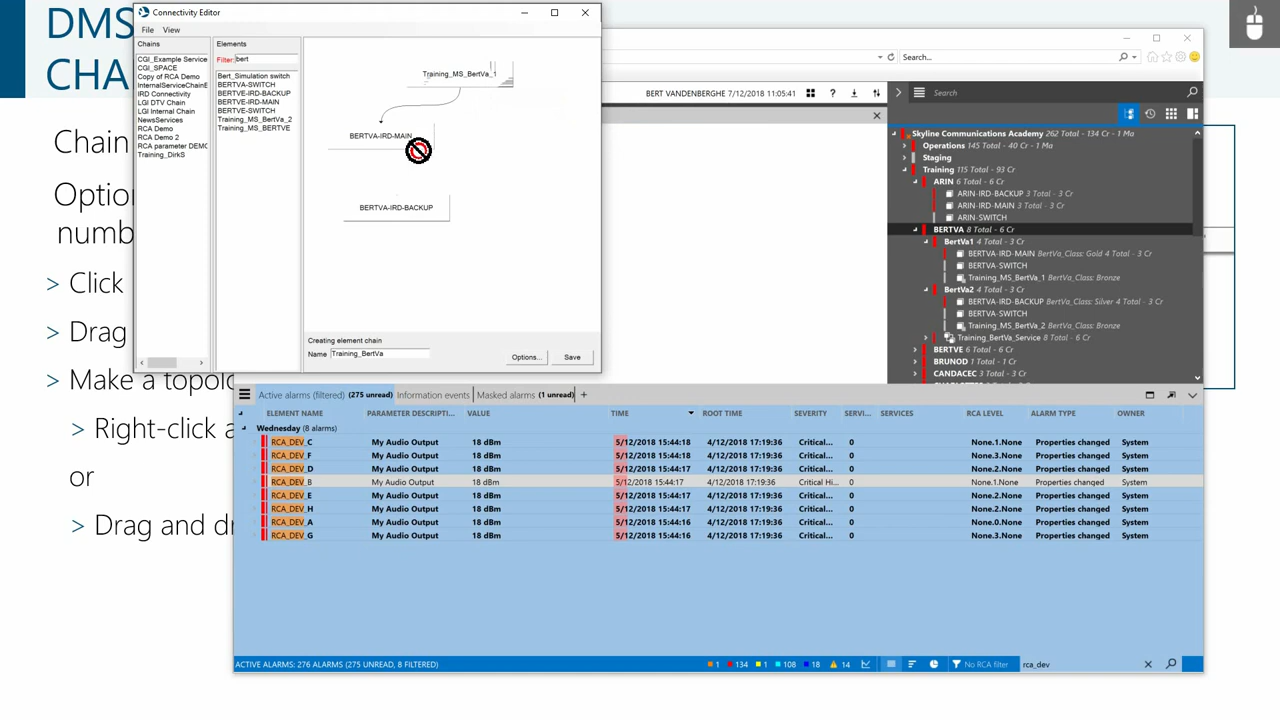 DMS
CHA
Chain
Option
numb
> Click
> Drag
> Make a topolo
> Right-click a
or
> Drag and dr
Connectivity Editor
File View
Chains
CGI_Example Service
CGI_SPACE
Copy of RCA Demo
InternalServiceChainE
IRD Connectivity
LGI DTV Chain
LGI Internal Chain
NewsServices
RCA Demo
RCA Demo 2
RCA parameter DEMO
Training_DirkS
Elements
Filter: bert
Bert_Simulation switch
BERTVA-SWITCH
BERTVE-IRD-BACKUP
BERTVE-IRD-MAIN
BERTVE-SWITCH
Training_MS_BertVa_2
Training_MS_BERTVE
Training_MS_BertVa_1
BERTVA-IRD-MAIN
BERTVA-IRD-BACKUP
Creating element chain
Name Training_BertVa
Options... Save
Search...
BERT VANDENBERGHE 7/12/2018 11:05:41
Search
Skyline Communications Academy 262 Total - 134 Cr - 1 Ma
Operations 145 Total - 40 Cr - 1 Ma
Staging
Training 115 Total - 93 Cr
ARIN 6 Total - 6 Cr
ARIN-IRD-BACKUP 3 Total - 3 Cr
ARIN-IRD-MAIN 3 Total - 3 Cr
ARIN-SWITCH
BERTVA 8 Total - 6 Cr
BertVa1 4 Total - 3 Cr
BERTVA-IRD-MAIN BertVa_Class: Gold 4 Total - 3 Cr
BERTVA-SWITCH
Training_MS_BertVa_1 BertVa_Class: Bronze
BertVa2 4 Total - 3 Cr
BERTVA-IRD-BACKUP BertVa_Class: Silver 4 Total - 3 Cr
BERTVA-SWITCH
Training_MS_BertVa_2 BertVa_Class: Bronze
Training_BertVa_Service 8 Total - 6 Cr
BERTVE 6 Total - 6 Cr
BRUNOD 1 Total - 1 Cr
CANDACEC 3 Total - 3 Cr
Active alarms (filtered) (275 unread) Information events Masked alarms (1 unread) +
ELEMENT NAME PARAMETER DESCRIPTI... VALUE TIME ROOT TIME SEVERITY SERVI... SERVICES RCA LEVEL ALARM TYPE OWNER
Wednesday (8 alarms)
RCA_DEV_C My Audio Output 18 dBm 5/12/2018 15:44:18 4/12/2018 17:19:36 Critical... 0 None.1.None Properties changed System
RCA_DEV_F My Audio Output 18 dBm 5/12/2018 15:44:18 4/12/2018 17:19:36 Critical... 0 None.3.None Properties changed System
RCA_DEV_D My Audio Output 18 dBm 5/12/2018 15:44:17 4/12/2018 17:19:36 Critical... 0 None.2.None Properties changed System
RCA_DEV_B My Audio Output 18 dBm 5/12/2018 15:44:17 4/12/2018 17:19:36 Critical Hi... 0 None.1.None Properties changed System
RCA_DEV_E My Audio Output 18 dBm 5/12/2018 15:44:17 4/12/2018 17:19:36 Critical... 0 None.2.None Properties changed System
RCA_DEV_H My Audio Output 18 dBm 5/12/2018 15:44:17 4/12/2018 17:19:36 Critical... 0 None.2.None Properties changed System
RCA_DEV_A My Audio Output 18 dBm 5/12/2018 15:44:16 4/12/2018 17:19:36 Critical... 0 None.0.None Properties changed System
RCA_DEV_G My Audio Output 18 dBm 5/12/2018 15:44:16 4/12/2018 17:19:36 Critical... 0 None.3.None Properties changed System
ACTIVE ALARMS: 276 ALARMS (275 UNREAD, 8 FILTERED) 1 134 1 108 18 14 No RCA filter rca_dev